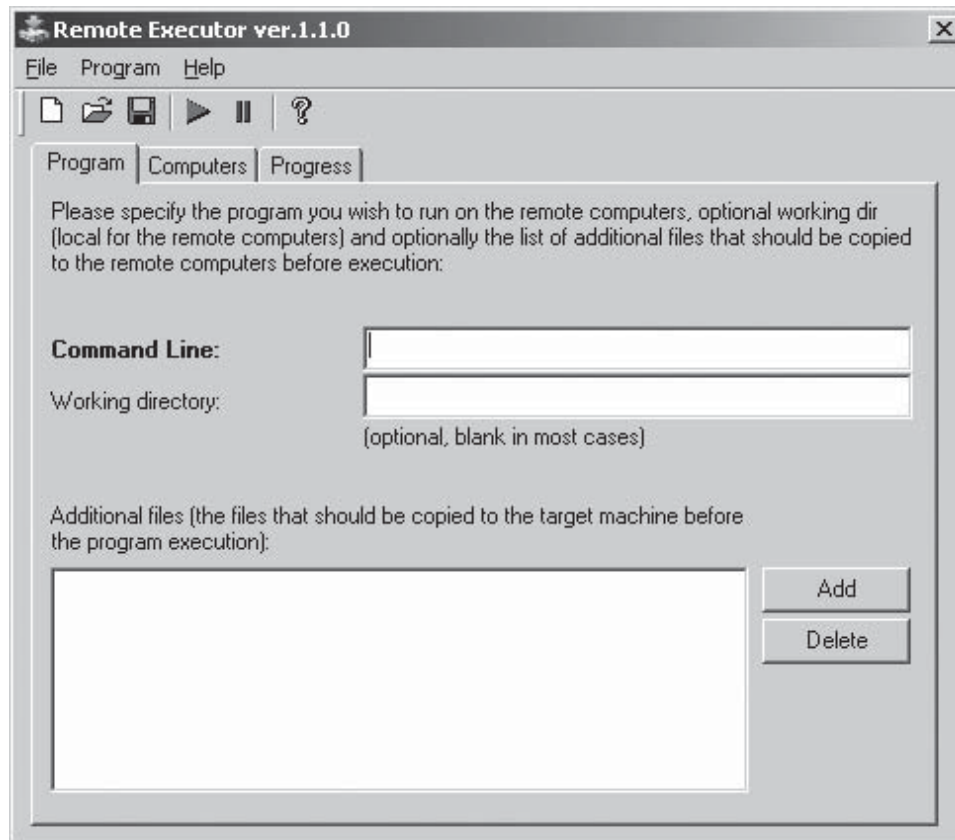 Remote Executor ver.1.1.0
File Program Help
Program Computers Progress
Please specify the program you wish to run on the remote computers, optional working dir
(local for the remote computers) and optionally the list of additional files that should be copied
to the remote computers before execution:
Command Line:
Working directory:
(optional, blank in most cases)
Additional files (the files that should be copied to the target machine before
the program execution):
Add
Delete